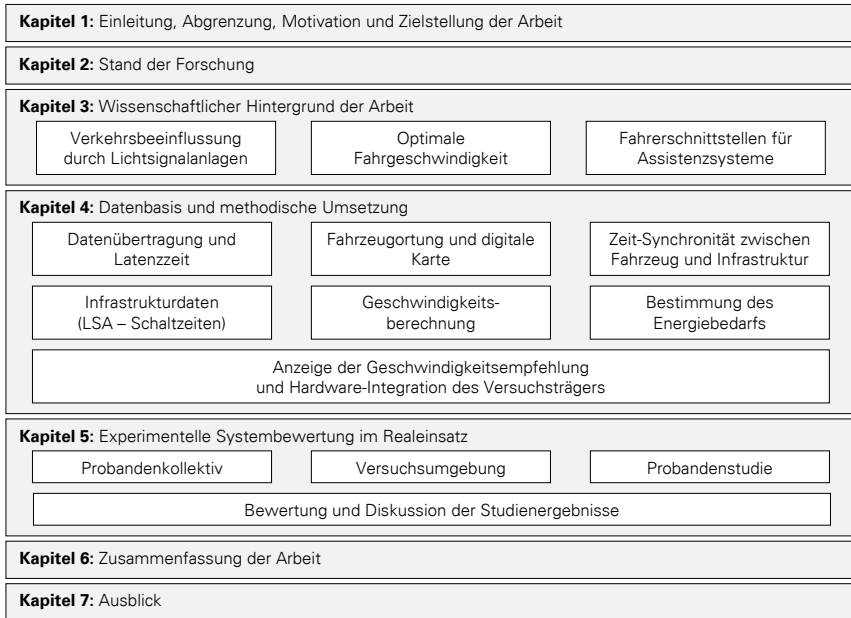 Kapitel 1: Einleitung, Abgrenzung, Motivation und Zielstellung der Arbeit
Kapitel 2: Stand der Forschung
Kapitel 3: Wissenschaftlicher Hintergrund der Arbeit
Verkehrsbeeinflussung
durch Lichtsignalanlagen
Optimale
Fahrgeschwindigkeit
Fahrerschnittstellen für
Assistenzsysteme
Kapitel 4: Datenbasis und methodische Umsetzung
Datenübertragung und
Latenzzeit
Fahrzeugortung und digitale
Karte
Zeit-Synchronität zwischen
Fahrzeug und Infrastruktur
Infrastrukturdaten
(LSA – Schaltzeiten)
Geschwindigkeits-
berechnung
Bestimmung des
Energiebedarfs
Anzeige der Geschwindigkeitsempfehlung
und Hardware-Integration des Versuchsträgers
Kapitel 5: Experimentelle Systembewertung im Realeinsatz
Probandenkollektiv
Versuchsumgebung
Probandenstudie
Bewertung und Diskussion der Studienergebnisse
Kapitel 6: Zusammenfassung der Arbeit
Kapitel 7: Ausblick